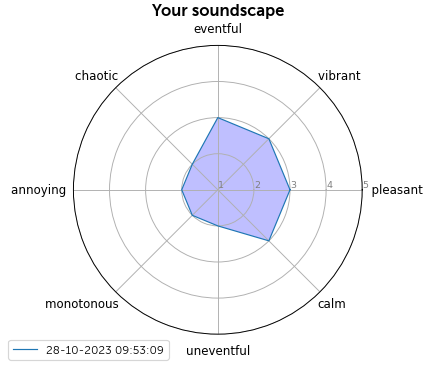 Your soundscape
eventful
chaotic
vibrant
annoying
1 2 3 4 5
pleasant
monotonous
calm
28-10-2023 09:53:09
uneventful